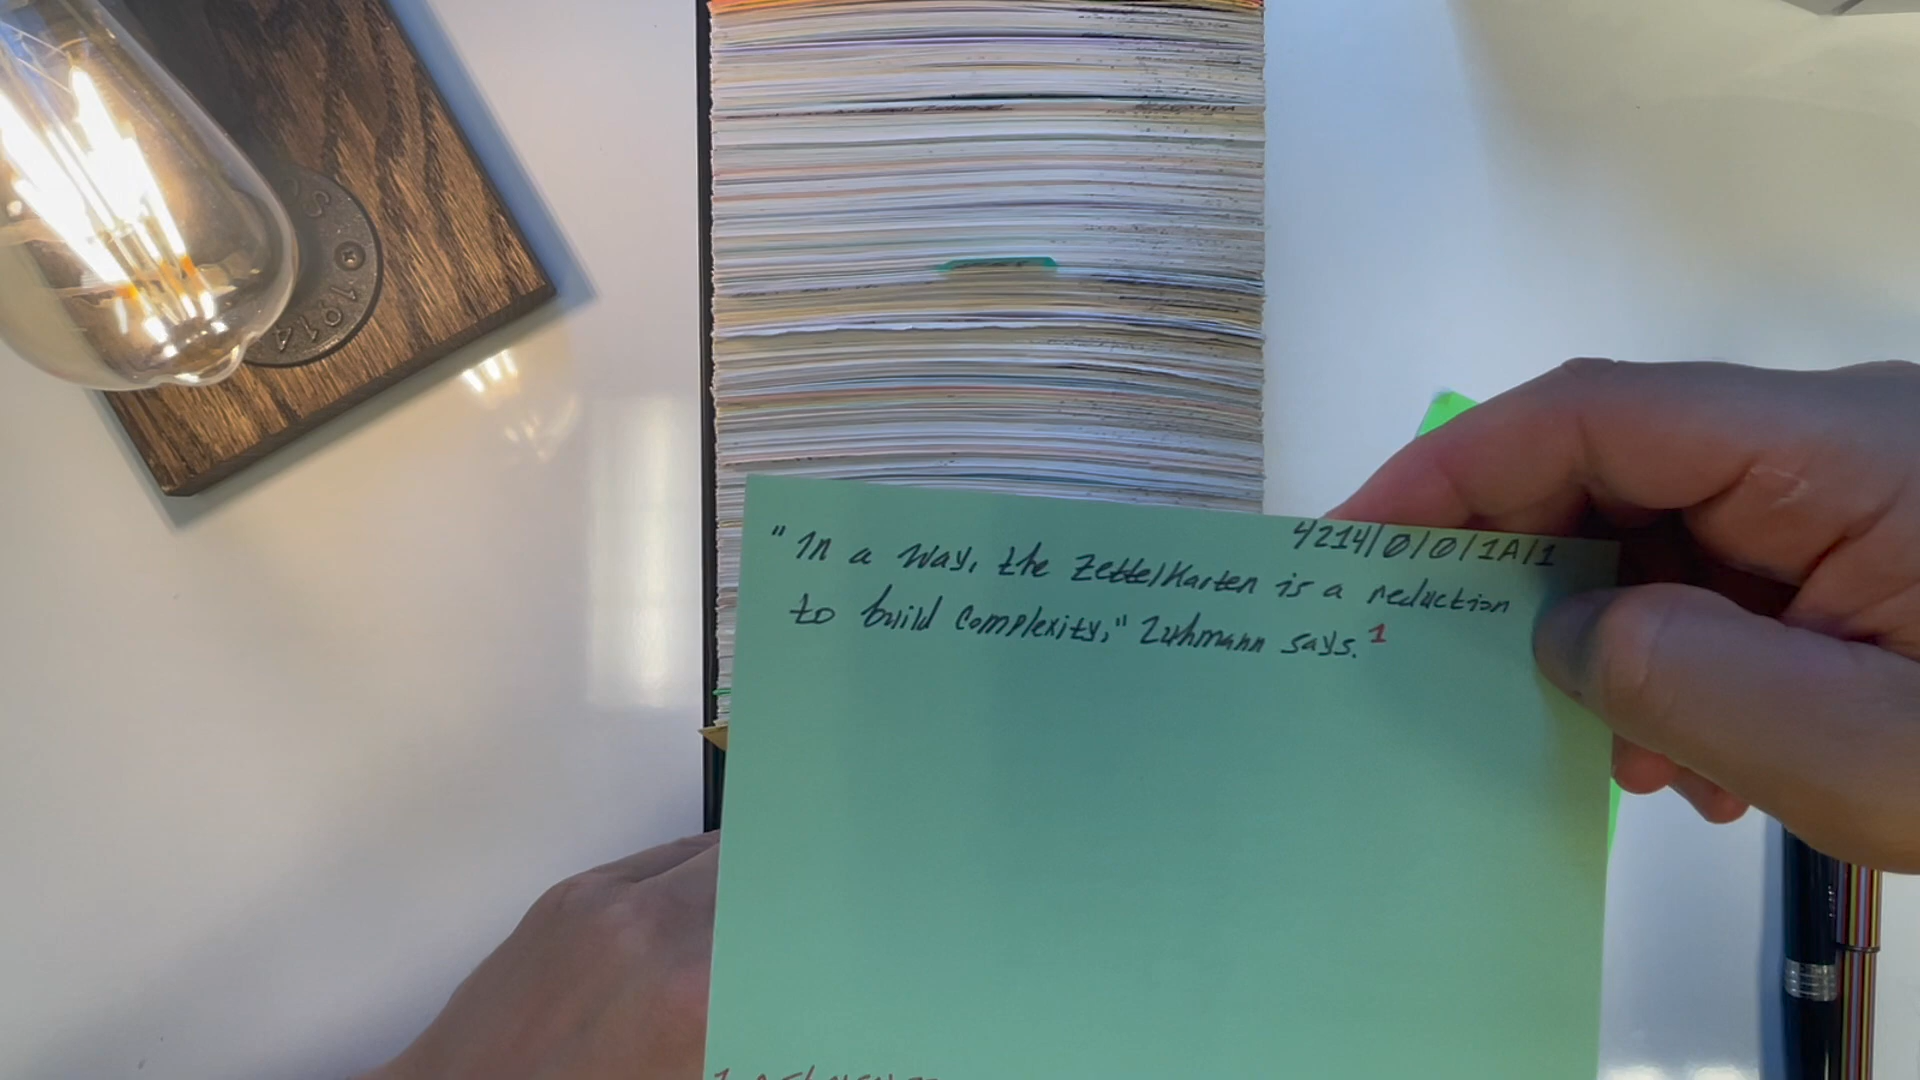 4214/0/0/1A/1
"In a way, the Zettelkarten is a reduction
to build complexity," Luhmann says.1